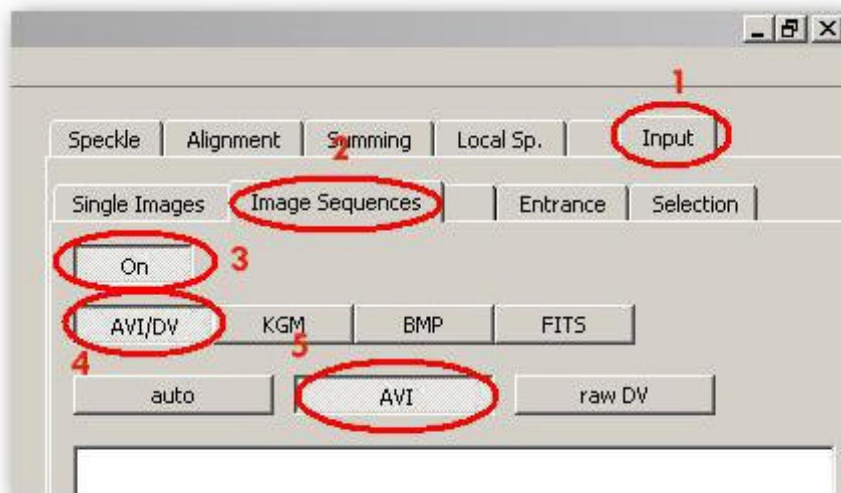 1
Speckle Alignment Summing Local Sp. Input
2
Single Images Image Sequences Entrance Selection
On 3
AVI/DV KGM BMP FITS
4 5
auto AVI raw DV